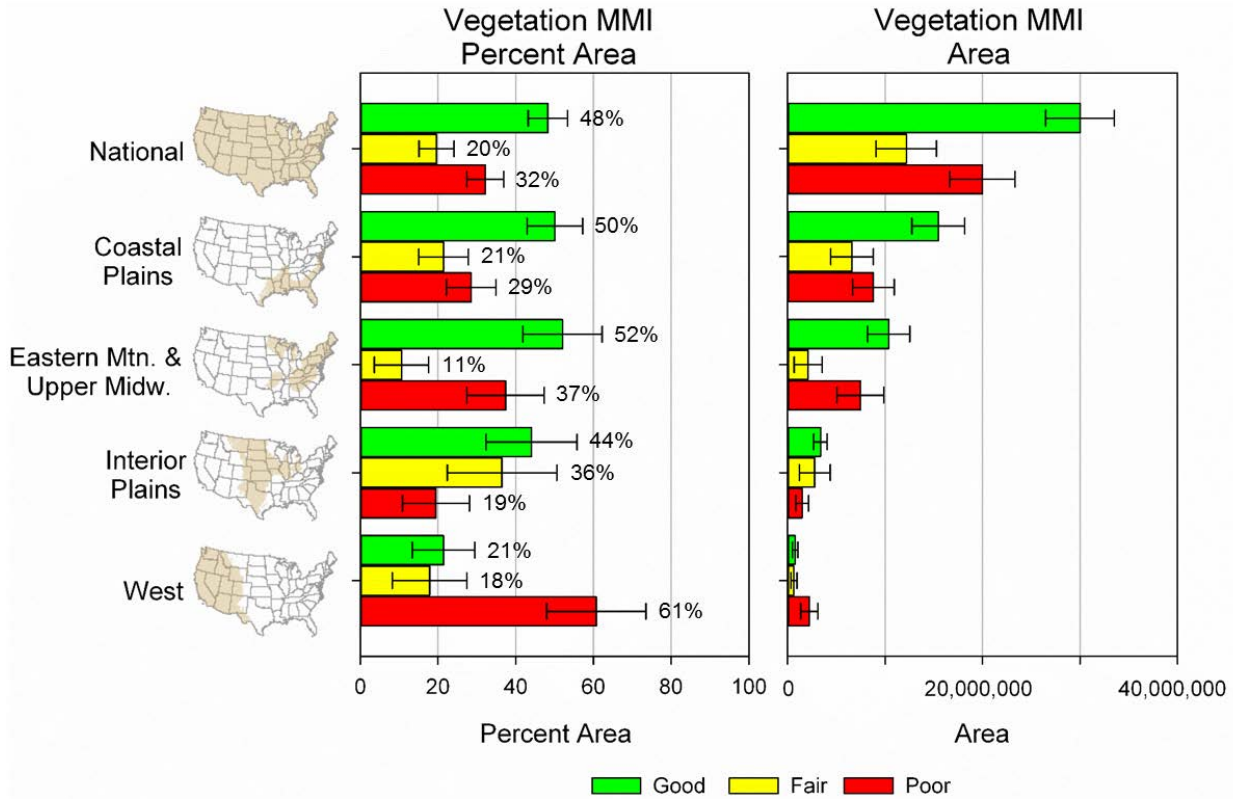 Vegetation MMI
Percent Area
Vegetation MMI
Area
National
48%
20%
32%
Coastal
Plains
50%
21%
29%
Eastern Mtn. &
Upper Midw.
52%
11%
37%
Interior
Plains
44%
36%
19%
West
21%
18%
61%
0 20 40 60 80 100
0 20,000,000 40,000,000
Percent Area
Area
Good Fair Poor